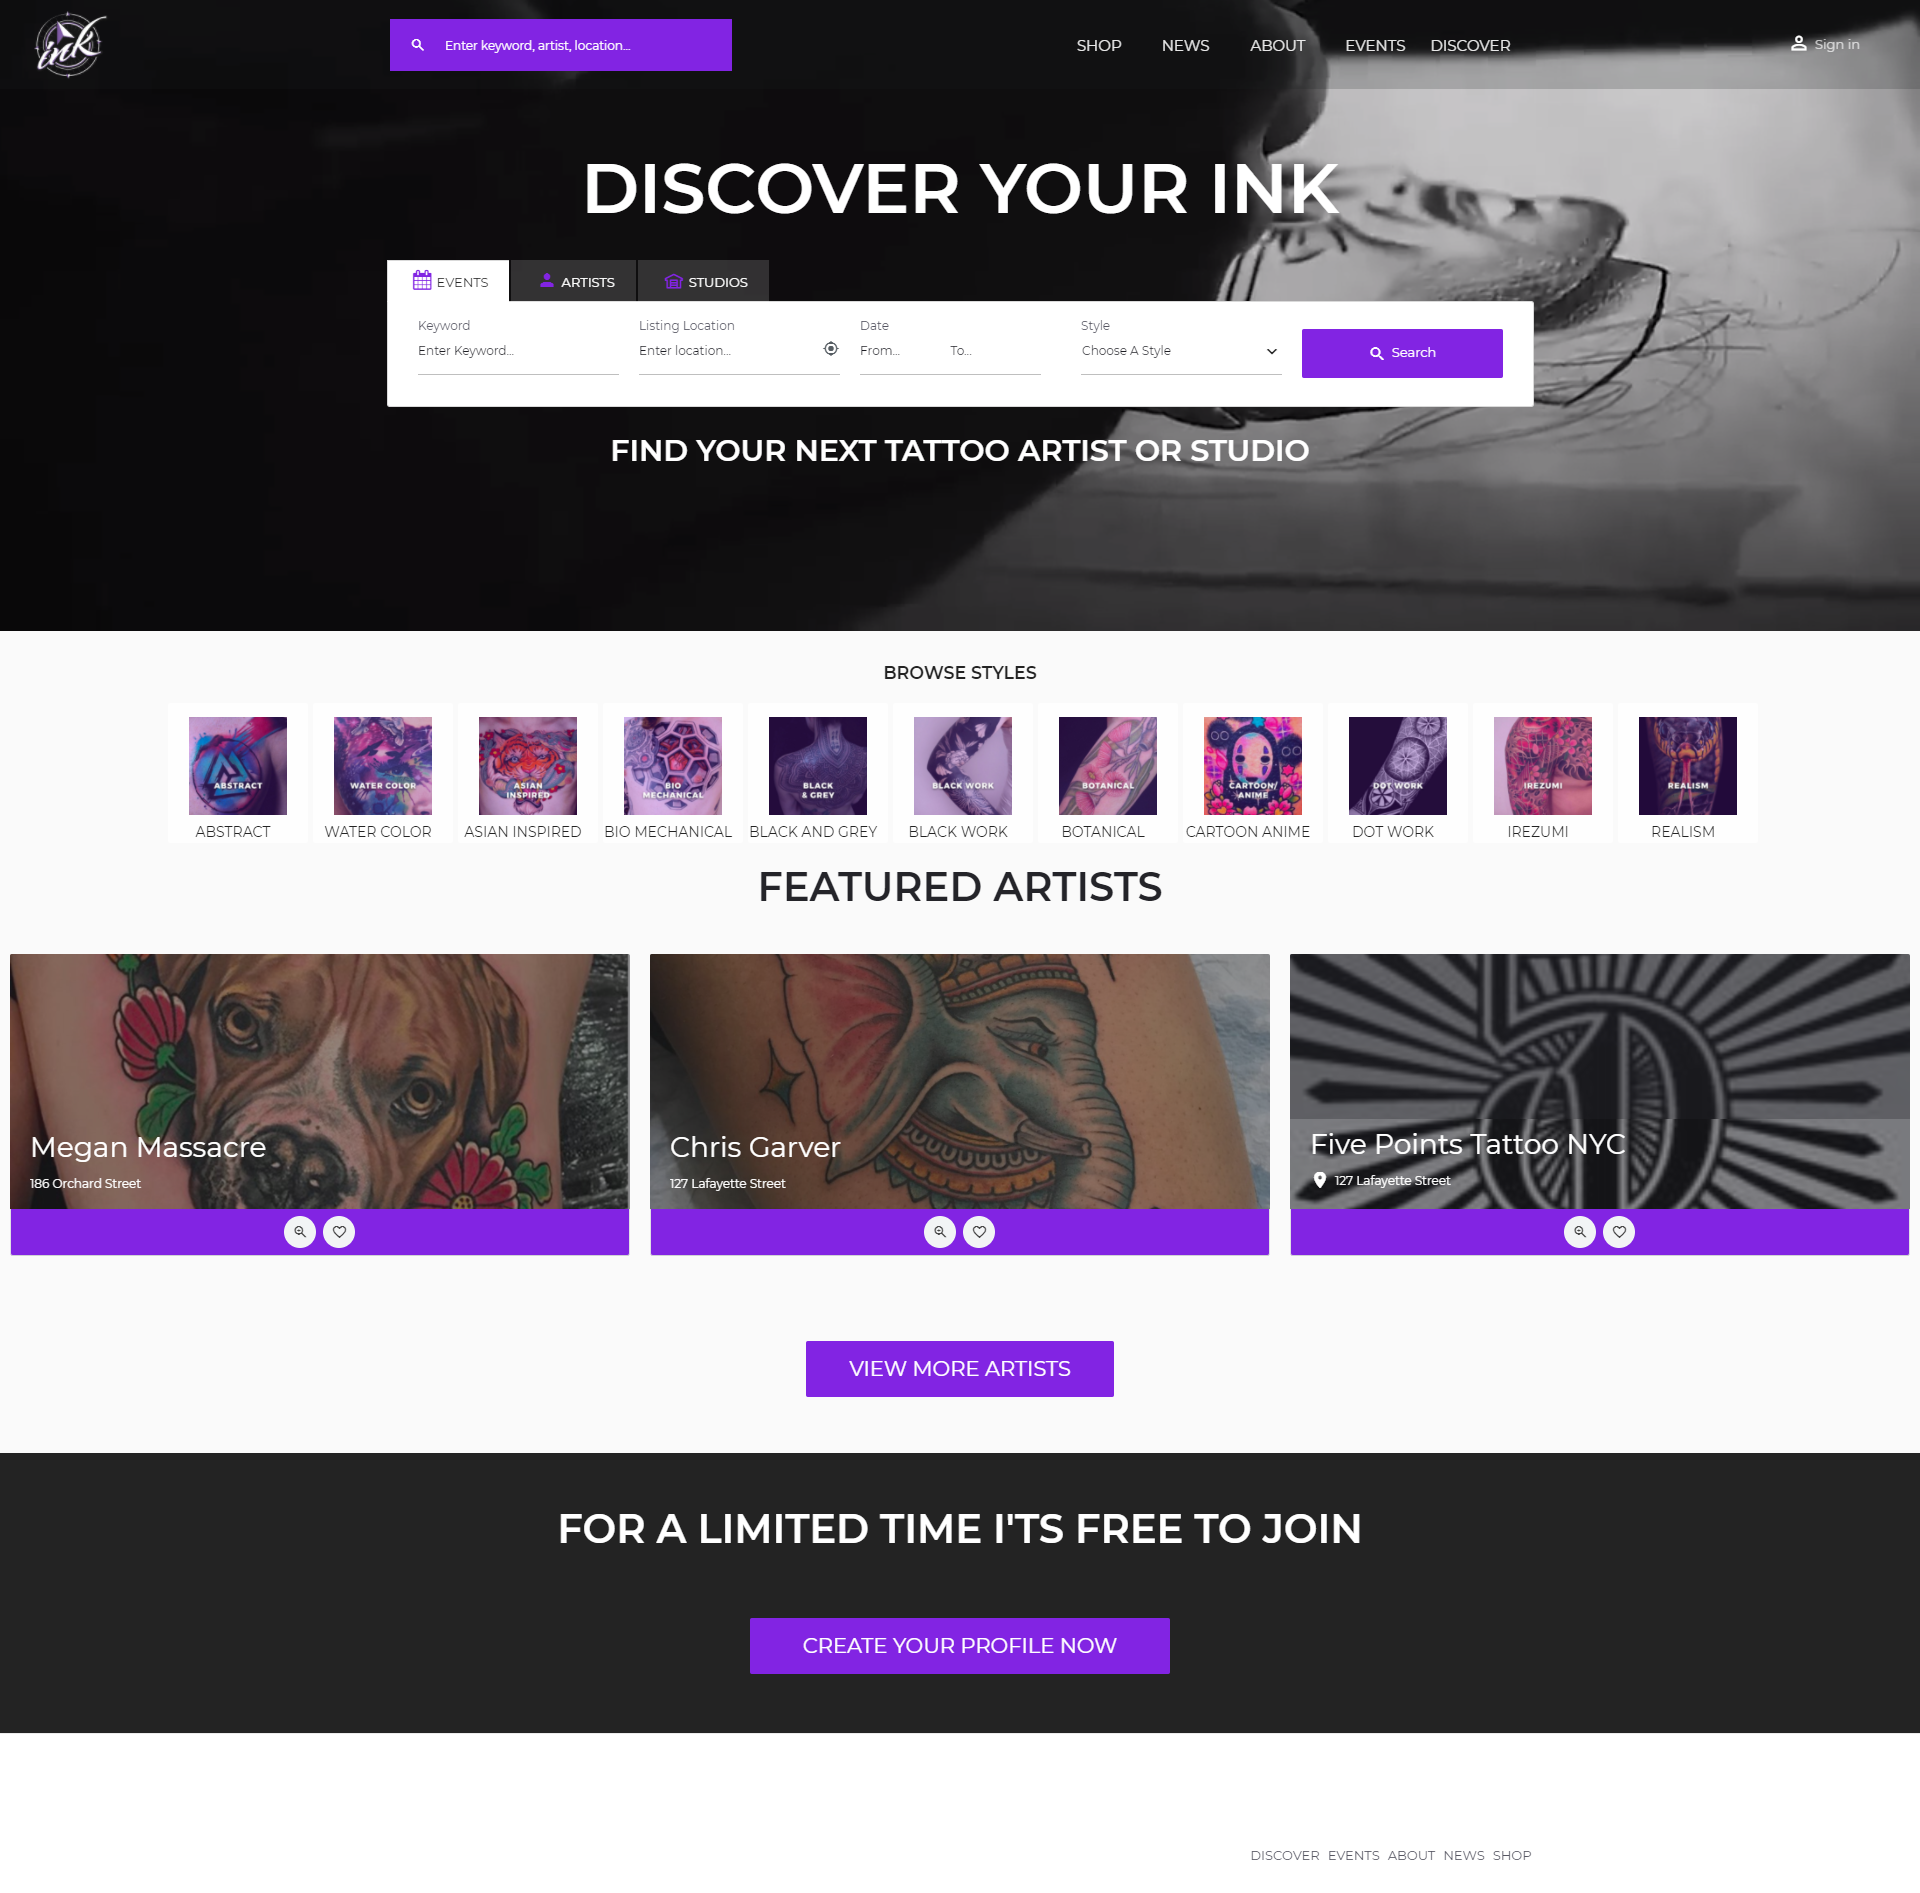 ink
Enter keyword, artist, location...
SHOP NEWS ABOUT EVENTS DISCOVER
Sign in
DISCOVER YOUR INK
EVENTS ARTISTS STUDIOS
Keyword Listing Location Date Style
Enter Keyword... Enter location... From... To... Choose A Style Search
FIND YOUR NEXT TATTOO ARTIST OR STUDIO
BROWSE STYLES
ABSTRACT
WATER COLOR
ASIAN
INSPIRED
BIO
MECHANICAL
BLACK
& GREY
BLACK WORK
BOTANICAL
CARTOON/
ANIME
DOT WORK
IREZUMI
REALISM
ABSTRACT WATER COLOR ASIAN INSPIRED BIO MECHANICAL BLACK AND GREY BLACK WORK BOTANICAL CARTOON ANIME DOT WORK IREZUMI REALISM
FEATURED ARTISTS
Megan Massacre
186 Orchard Street
Chris Garver
127 Lafayette Street
5
Five Points Tattoo NYC
127 Lafayette Street
VIEW MORE ARTISTS
FOR A LIMITED TIME I'TS FREE TO JOIN
CREATE YOUR PROFILE NOW
DISCOVER EVENTS ABOUT NEWS SHOP